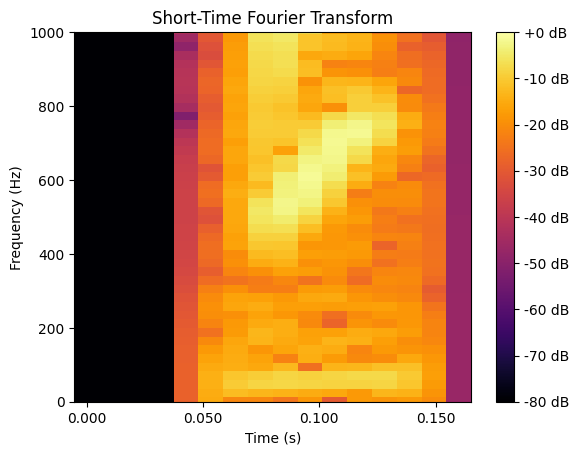 Short-Time Fourier Transform
1000
800
600
400
200
0
Frequency (Hz)
0.000
0.050
0.100
0.150
Time (s)
+0 dB
-10 dB
-20 dB
-30 dB
-40 dB
-50 dB
-60 dB
-70 dB
-80 dB